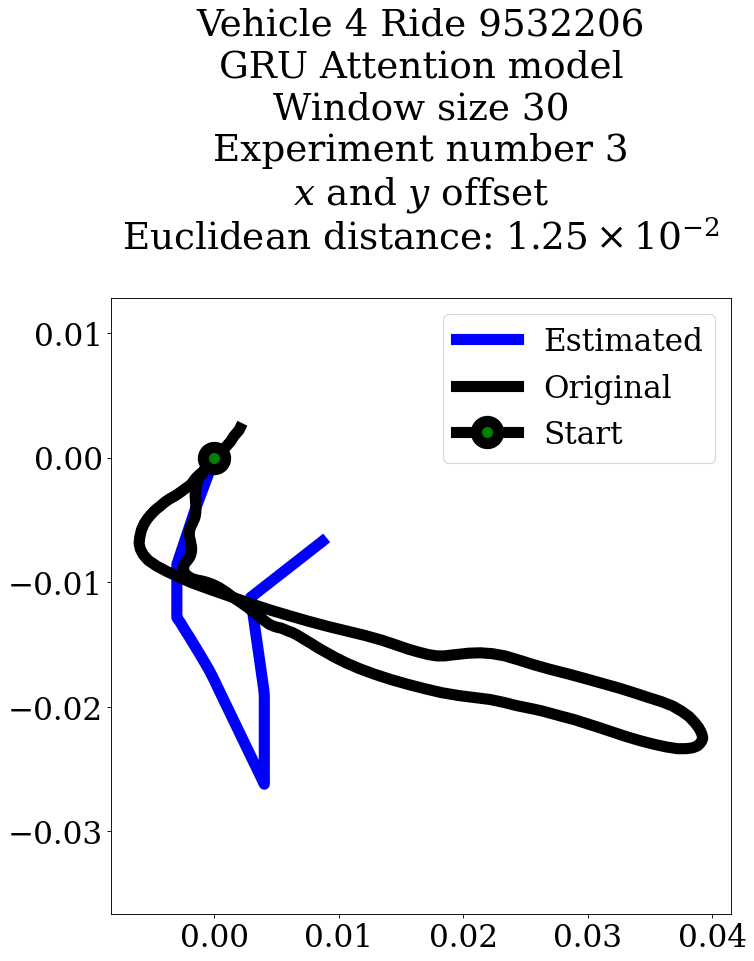 Vehicle 4 Ride 9532206
GRU Attention model
Window size 30
Experiment number 3
x and y offset
Euclidean distance: 1.25 × 10⁻²
Estimated
Original
Start
0.01
0.00
−0.01
−0.02
−0.03
0.00 0.01 0.02 0.03 0.04